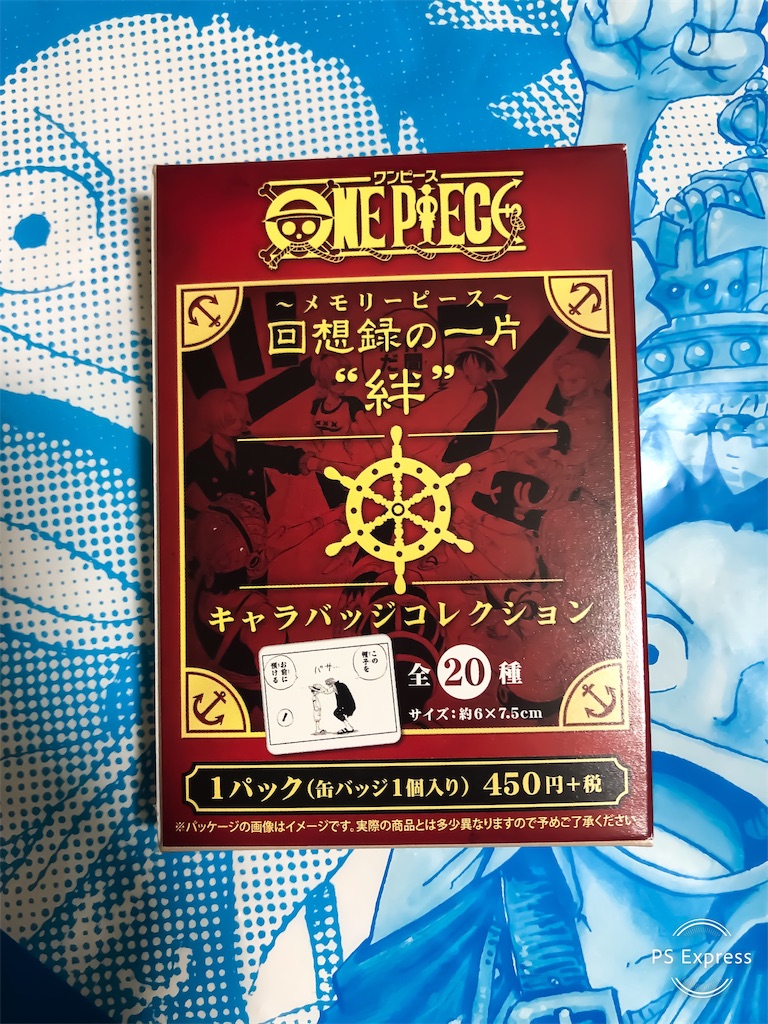 ワンピース
ONE PIECE
～メモリーピース～
回想録の一片
“絆”
キャラバッジコレクション
この帽子を
お前に預ける
バサ…
!
全20種
サイズ：約6×7.5cm
1パック（缶バッジ1個入り） 450円+税
※パッケージの画像はイメージです。実際の商品とは多少異なりますので予めご了承ください。
PS Express